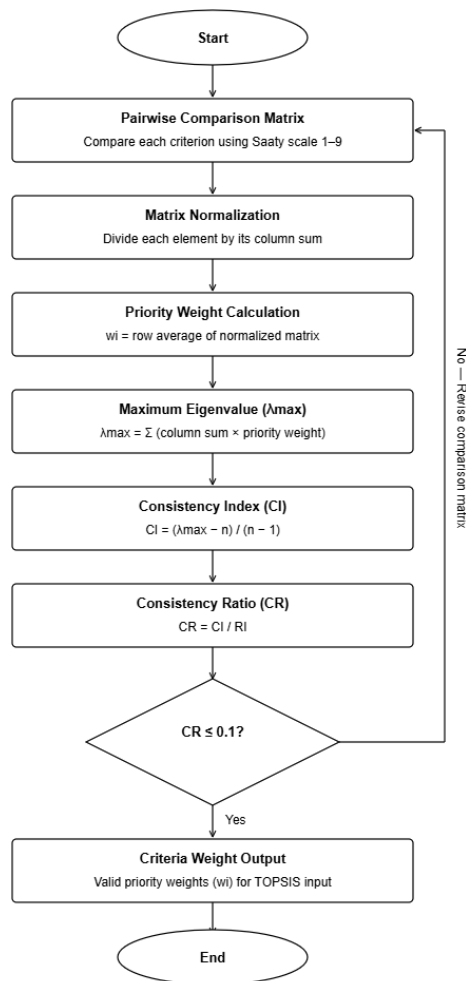 Start
Pairwise Comparison Matrix
Compare each criterion using Saaty scale 1–9
Matrix Normalization
Divide each element by its column sum
Priority Weight Calculation
wi = row average of normalized matrix
Maximum Eigenvalue (λmax)
λmax = Σ (column sum × priority weight)
Consistency Index (CI)
CI = (λmax − n) / (n − 1)
Consistency Ratio (CR)
CR = CI / RI
CR ≤ 0.1?
No — Revise comparison matrix
Yes
Criteria Weight Output
Valid priority weights (wi) for TOPSIS input
End